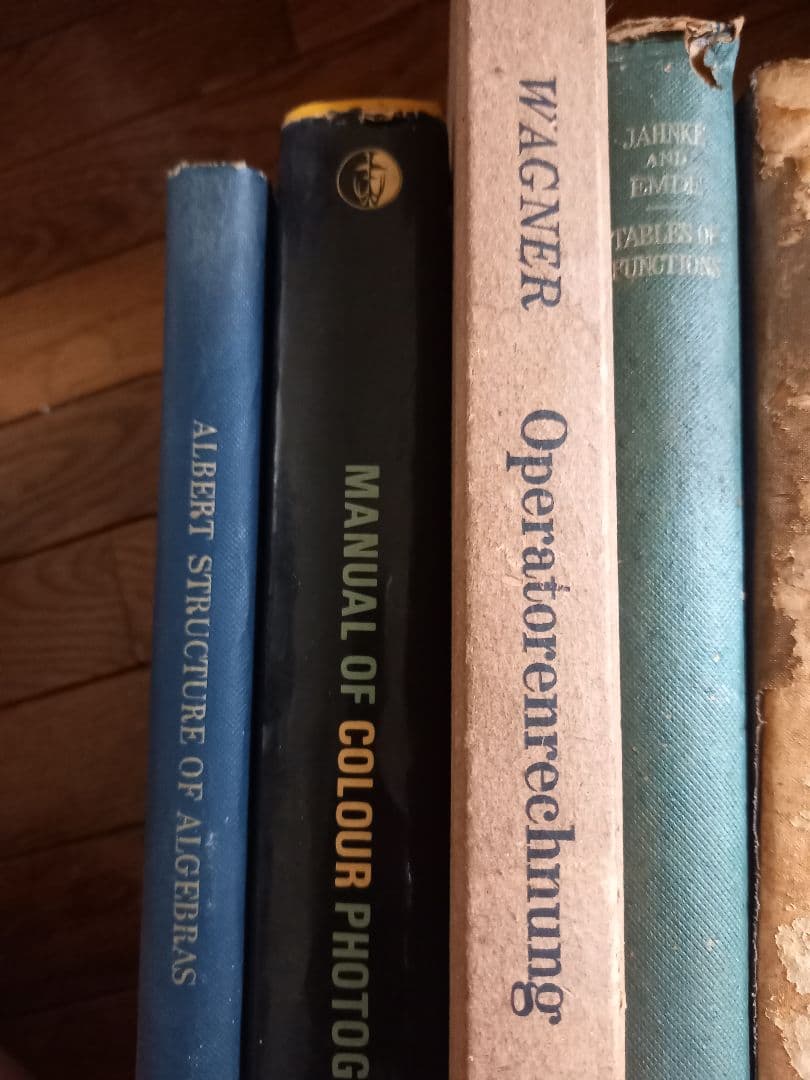 ALBERT STRUCTURE OF ALGEBRAS
MANUAL OF COLOUR PHOTOG
WAGNER Operatorenrechnung
JAHNKE
AND
EMDE
TABLES OF
FUNCTIONS